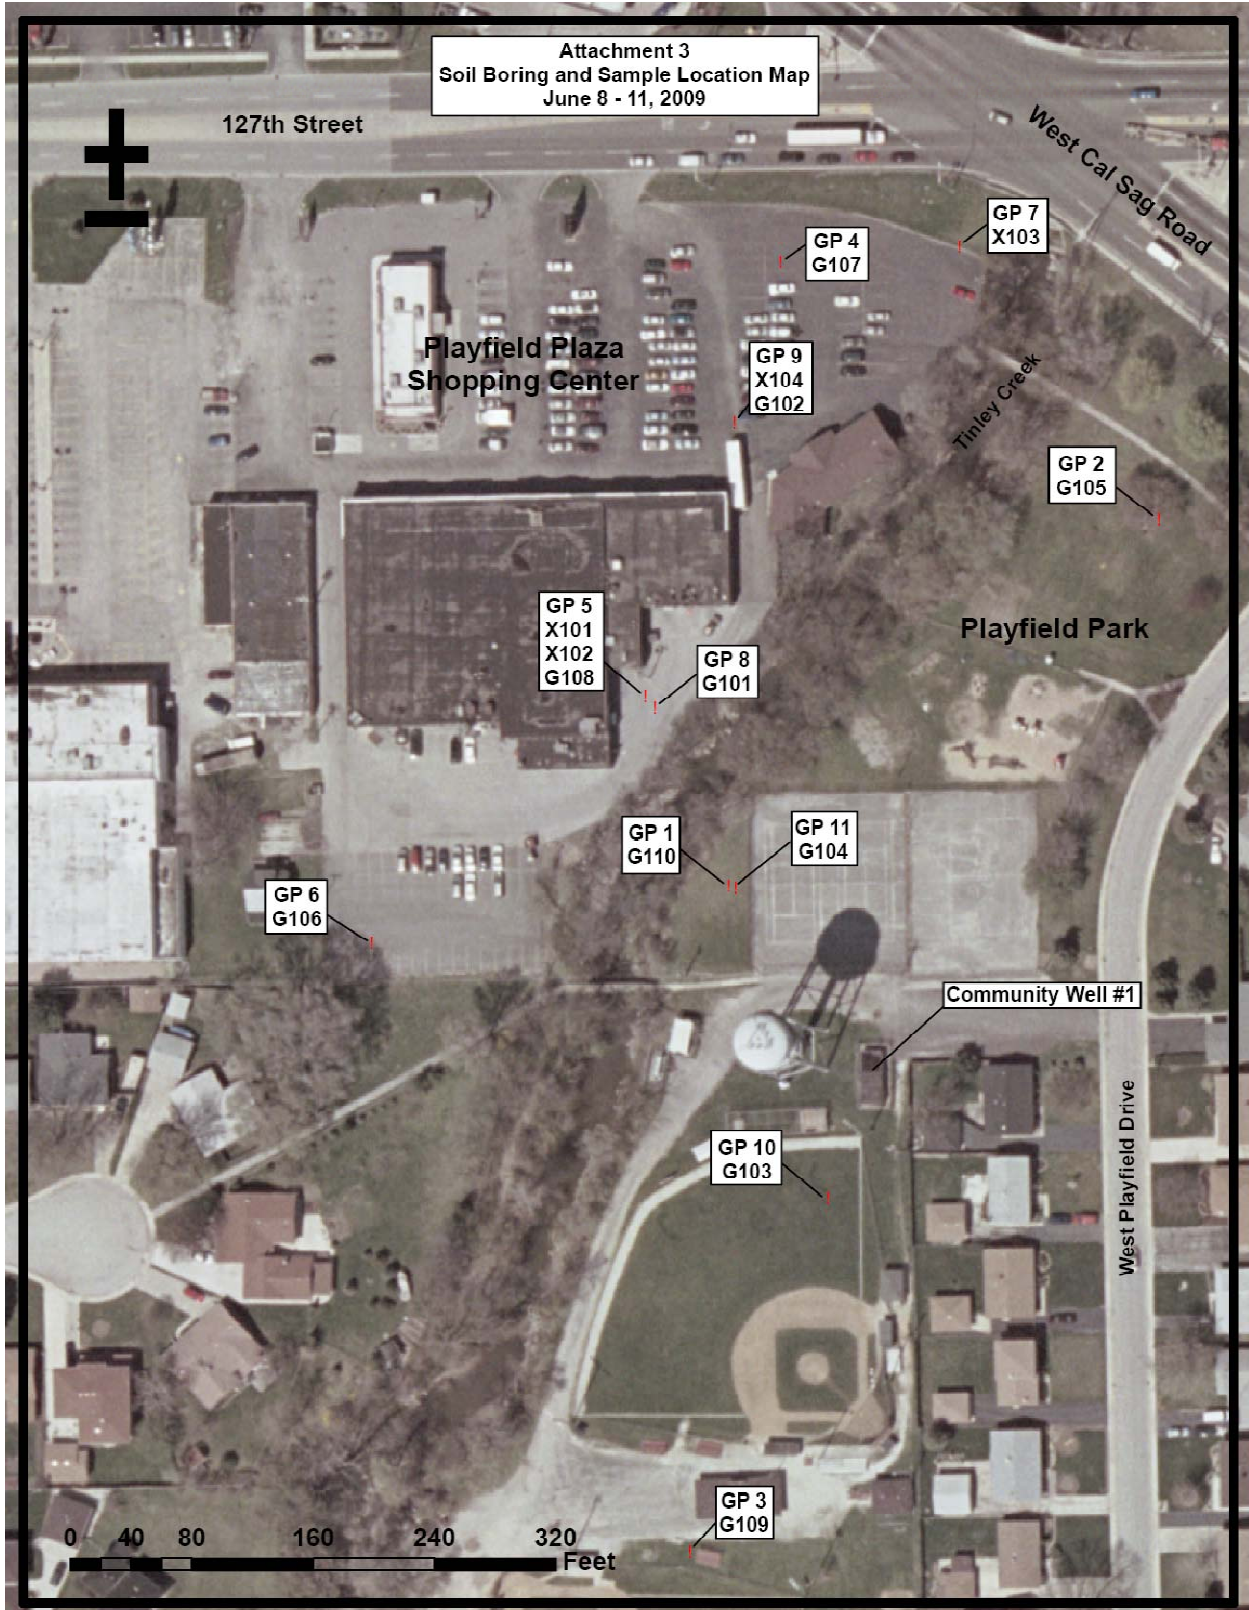 Attachment 3
Soil Boring and Sample Location Map
June 8 - 11, 2009
127th Street
West Cal Sag Road
GP 7
X103
GP 4
G107
Playfield Plaza
Shopping Center
GP 9
X104
G102
Tinley Creek
GP 2
G105
Playfield Park
GP 5
X101
X102
G108
GP 8
G101
GP 1
G110
GP 11
G104
GP 6
G106
Community Well #1
GP 10
G103
West Playfield Drive
GP 3
G109
0 40 80 160 240 320
Feet